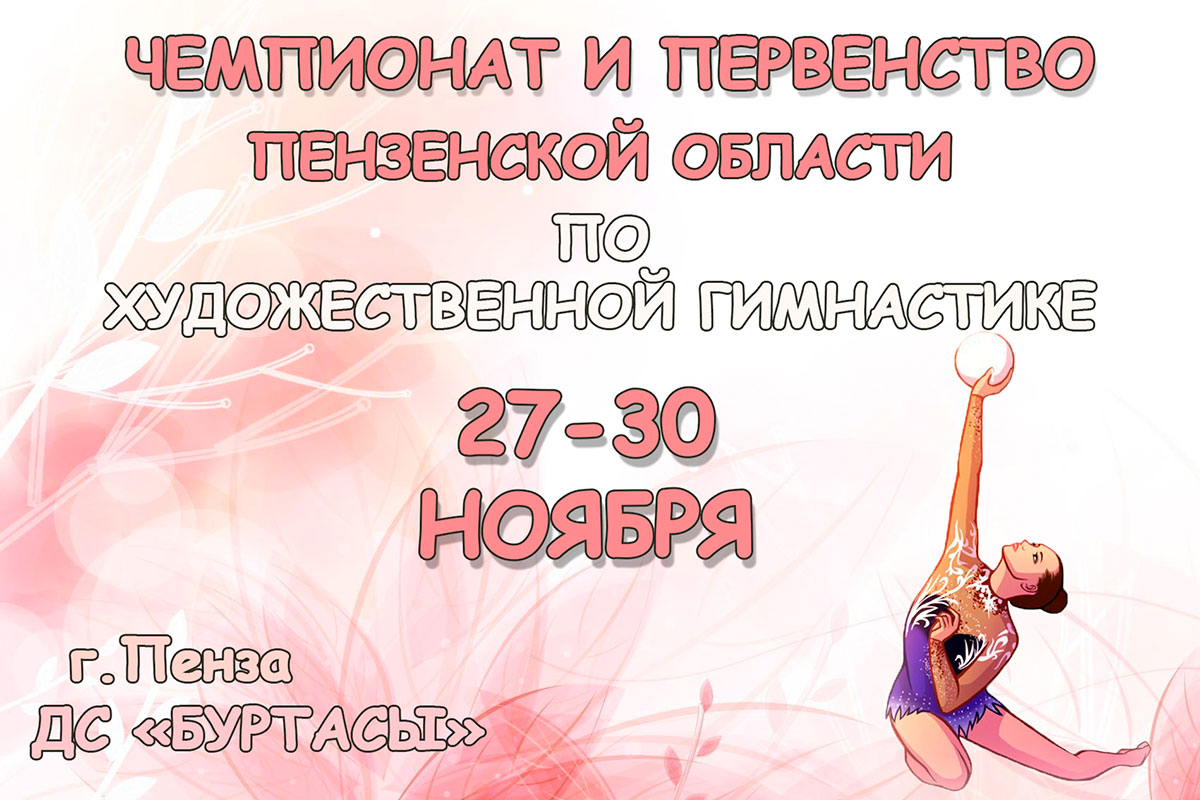 ЧЕМПИОНАТ И ПЕРВЕНСТВО
ПЕНЗЕНСКОЙ ОБЛАСТИ
ПО
ХУДОЖЕСТВЕННОЙ ГИМНАСТИКЕ
27-30
НОЯБРЯ
г.Пенза
ДС «БУРТАСЫ»